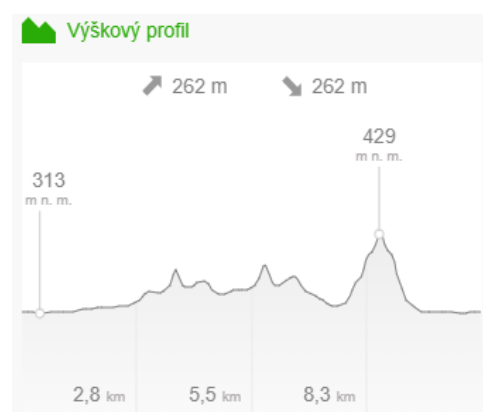 Výškový profil
262 m 262 m
429
m n. m.
313
m n. m.
2,8 km 5,5 km 8,3 km